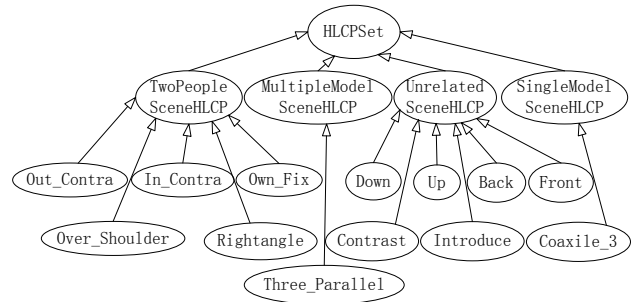 HLCPSet
TwoPeople
SceneHLCP
MultipleModel
SceneHLCP
Unrelated
SceneHLCP
SingleModel
SceneHLCP
Out_Contra
In_Contra
Own_Fix
Down
Up
Back
Front
Over_Shoulder
Rightangle
Contrast
Introduce
Coaxile_3
Three_Parallel